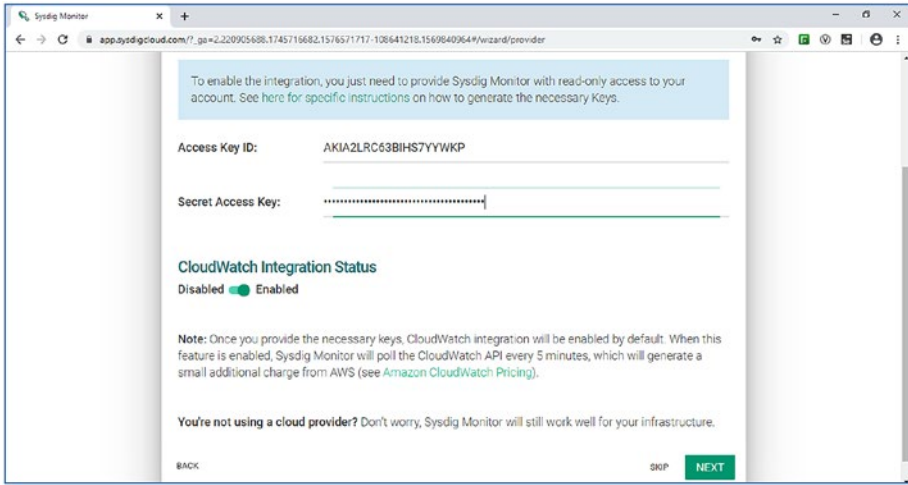 Sysdig Monitor
app.sysdigcloud.com/?_ga=2.220905688.1745716682.1576571717-108641218.1569840964#/wizard/provider
To enable the integration, you just need to provide Sysdig Monitor with read-only access to your
account. See here for specific instructions on how to generate the necessary Keys.
Access Key ID: AKIA2LRC63BIHS7YYWKP
Secret Access Key: ••••••••••••••••••••••••••••••••••••••••
CloudWatch Integration Status
Disabled Enabled
Note: Once you provide the necessary keys, CloudWatch integration will be enabled by default. When this
feature is enabled, Sysdig Monitor will poll the CloudWatch API every 5 minutes, which will generate a
small additional charge from AWS (see Amazon CloudWatch Pricing).
You're not using a cloud provider? Don't worry, Sysdig Monitor will still work well for your infrastructure.
BACK SKIP NEXT